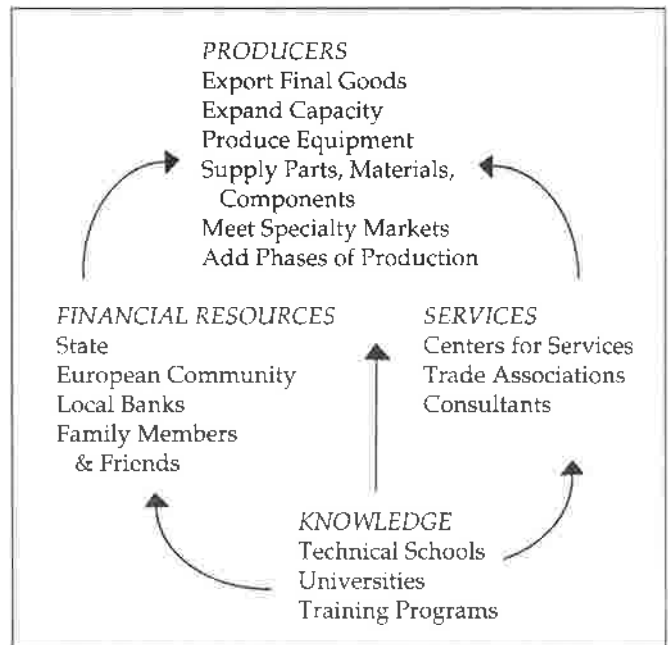 PRODUCERS
Export Final Goods
Expand Capacity
Produce Equipment
Supply Parts, Materials,
Components
Meet Specialty Markets
Add Phases of Production
FINANCIAL RESOURCES
State
European Community
Local Banks
Family Members
& Friends
SERVICES
Centers for Services
Trade Associations
Consultants
KNOWLEDGE
Technical Schools
Universities
Training Programs